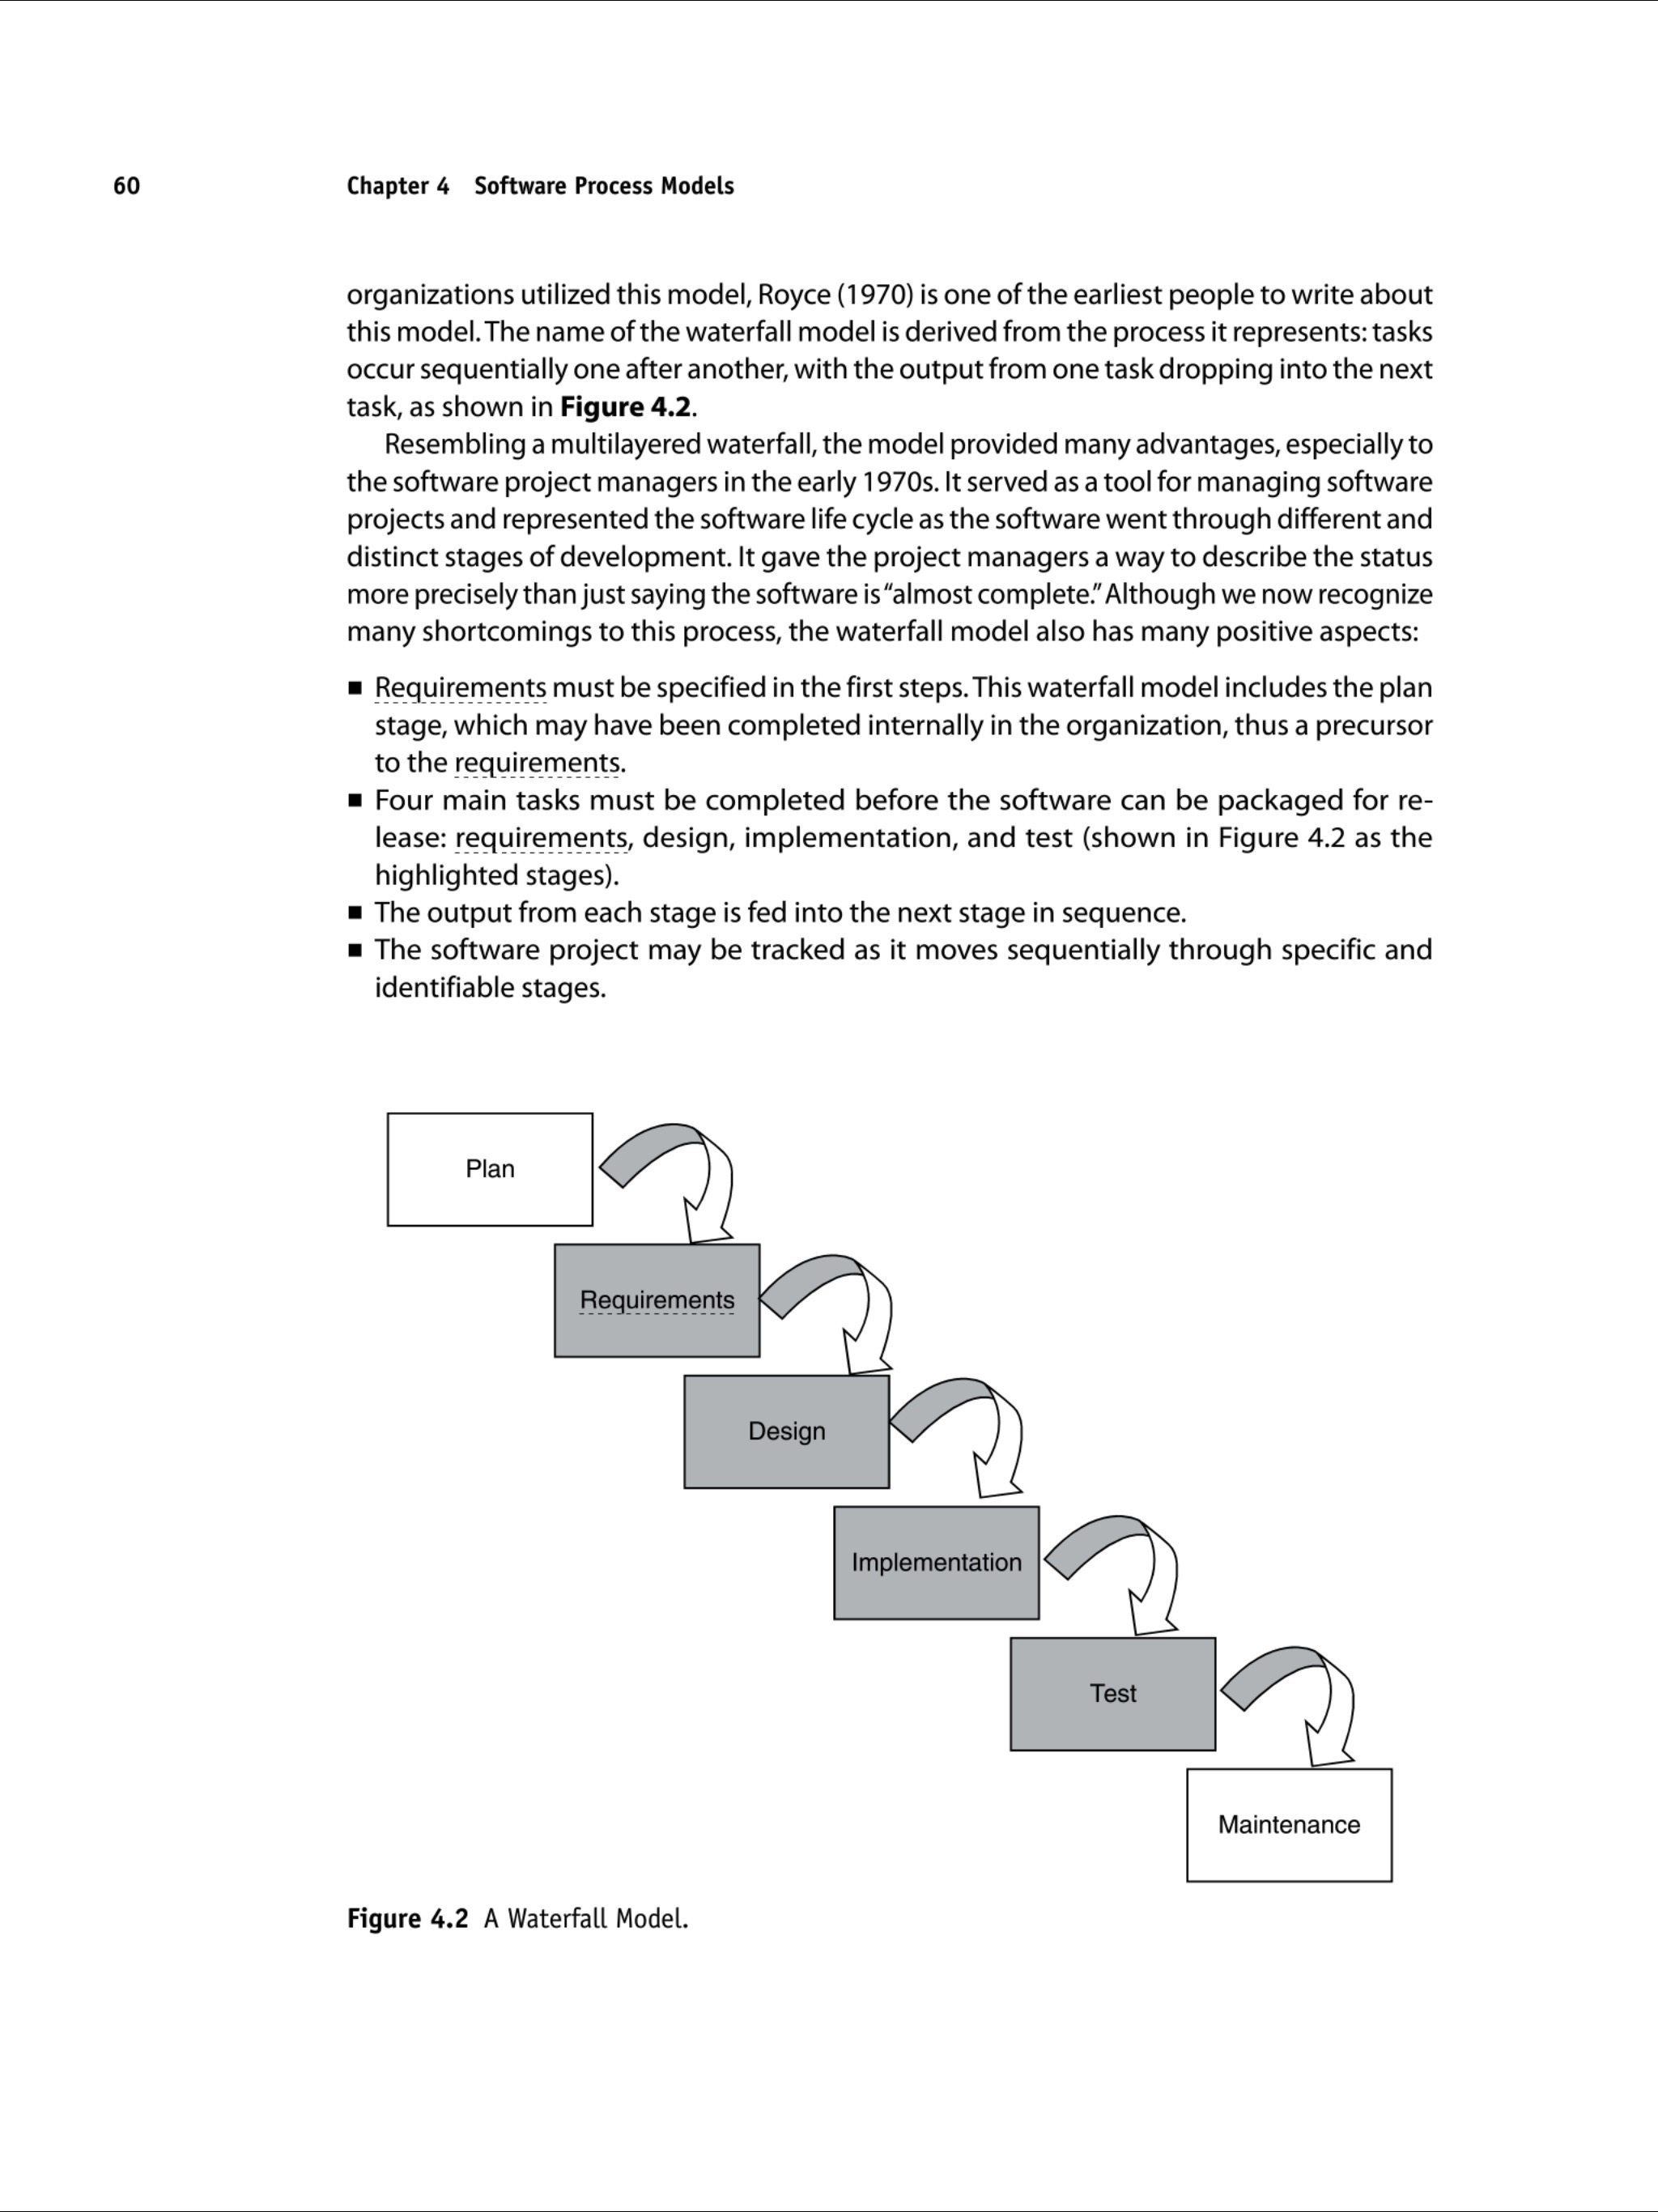 60
Chapter 4 Software Process Models
organizations utilized this model, Royce (1970) is one of the earliest people to write about
this model. The name of the waterfall model is derived from the process it represents: tasks
occur sequentially one after another, with the output from one task dropping into the next
task, as shown in Figure 4.2.
Resembling a multilayered waterfall, the model provided many advantages, especially to
the software project managers in the early 1970s. It served as a tool for managing software
projects and represented the software life cycle as the software went through different and
distinct stages of development. It gave the project managers a way to describe the status
more precisely than just saying the software is “almost complete.” Although we now recognize
many shortcomings to this process, the waterfall model also has many positive aspects:
■ Requirements must be specified in the first steps. This waterfall model includes the plan
stage, which may have been completed internally in the organization, thus a precursor
to the requirements.
■ Four main tasks must be completed before the software can be packaged for re-
lease: requirements, design, implementation, and test (shown in Figure 4.2 as the
highlighted stages).
■ The output from each stage is fed into the next stage in sequence.
■ The software project may be tracked as it moves sequentially through specific and
identifiable stages.
Plan
Requirements
Design
Implementation
Test
Maintenance
Figure 4.2 A Waterfall Model.